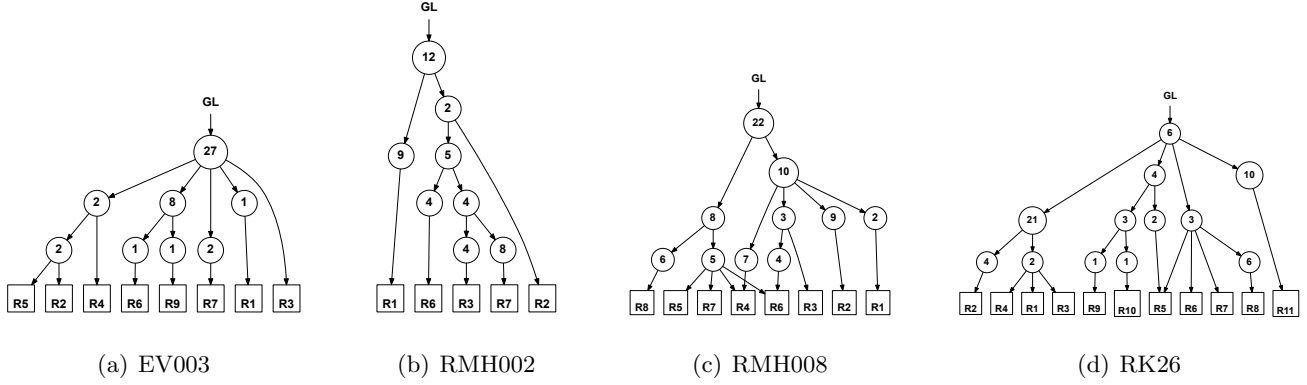 GL
27
2 8 1
2 1 1 2
R5 R2 R4 R6 R9 R7 R1 R3
(a) EV003
GL
12
2
9 5
4 4
4 8
R1 R6 R3 R7 R2
(b) RMH002
GL
22
10
8 3 9 2
6 5 7 4
R8 R5 R7 R4 R6 R3 R2 R1
(c) RMH008
GL
6
4 10
21 3 2 3
4 2 1 1 6
R2 R4 R1 R3 R9 R10 R5 R6 R7 R8 R11
(d) RK26